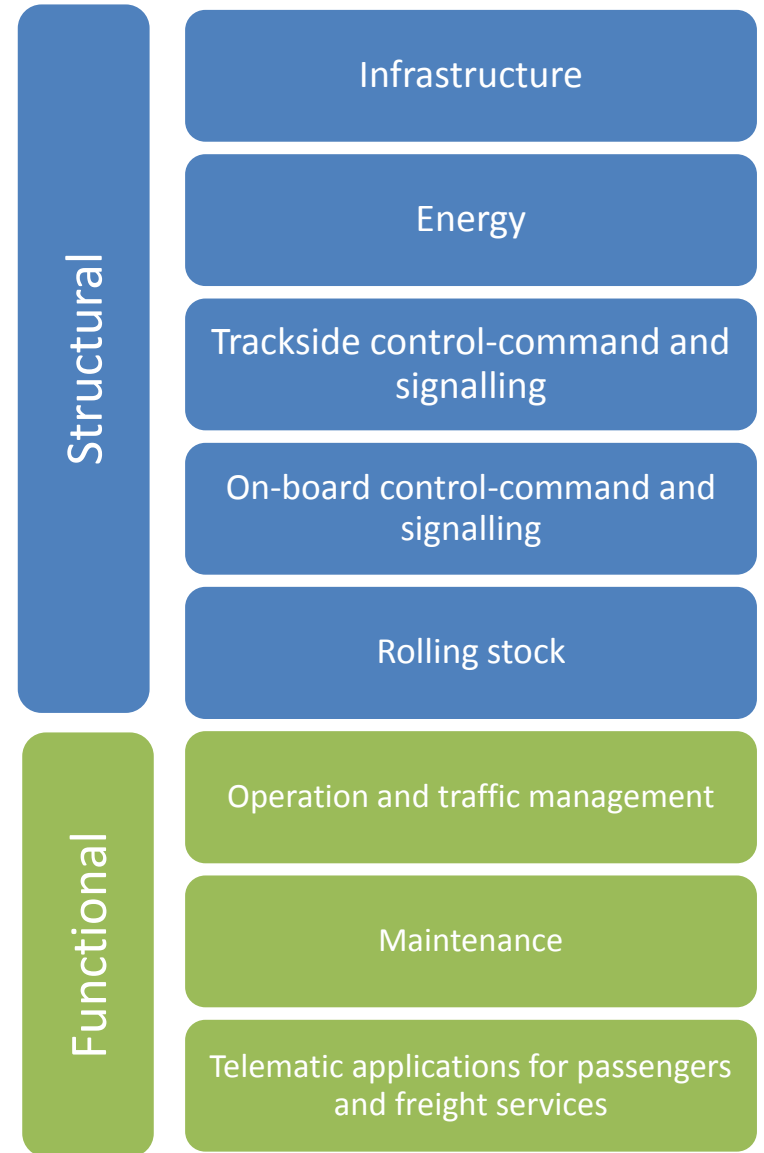 Structural
Infrastructure
Energy
Trackside control-command and
signalling
On-board control-command and
signalling
Rolling stock
Functional
Operation and traffic management
Maintenance
Telematic applications for passengers
and freight services